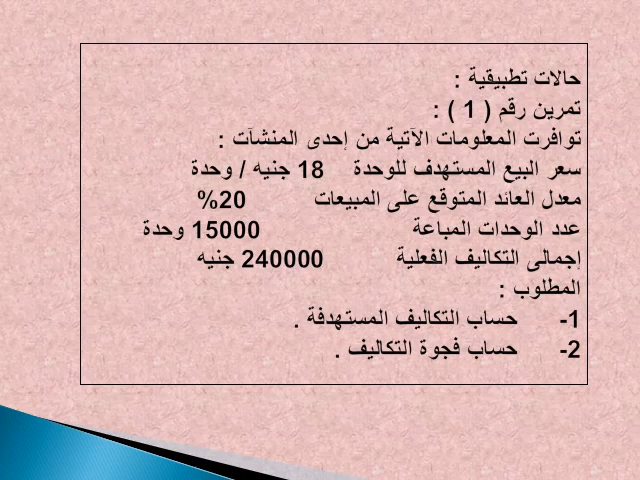 حالات تطبيقية :
تمرين رقم ( 1 ) :
توافرت المعلومات الآتية من إحدى المنشآت :
سعر البيع المستهدف للوحدة 18 جنيه / وحدة
معدل العائد المتوقع على المبيعات 20%
عدد الوحدات المباعة 15000 وحدة
إجمالى التكاليف الفعلية 240000 جنيه
المطلوب :
1- حساب التكاليف المستهدفة .
2- حساب فجوة التكاليف .